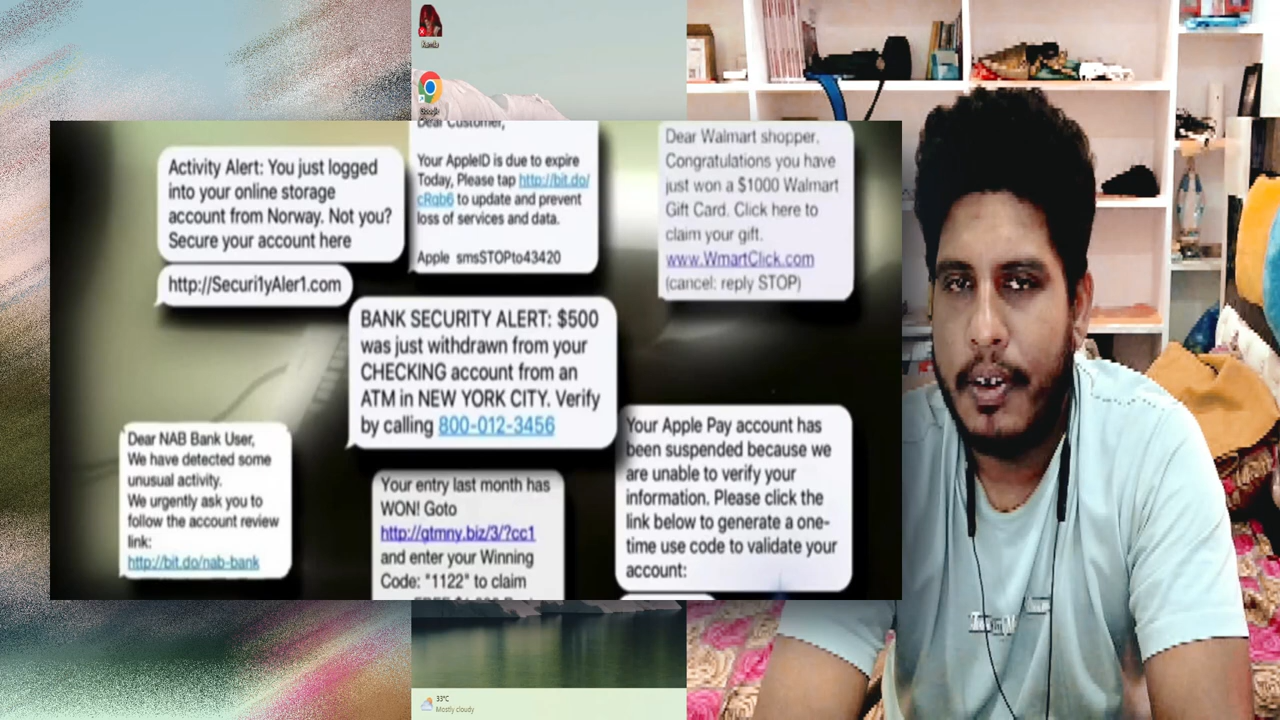 Google
Activity Alert: You just logged
into your online storage
account from Norway. Not you?
Secure your account here
http://Securi1yAler1.com
Dear Customer,
Your AppleID is due to expire
Today, Please tap http://bit.do/
cRqb6 to update and prevent
loss of services and data.
Apple smsSTOPto43420
Dear Walmart shopper,
Congratulations you have
just won a $1000 Walmart
Gift Card. Click here to
claim your gift.
www.WmartClick.com
(cancel: reply STOP)
BANK SECURITY ALERT: $500
was just withdrawn from your
CHECKING account from an
ATM in NEW YORK CITY. Verify
by calling 800-012-3456
Dear NAB Bank User,
We have detected some
unusual activity.
We urgently ask you to
follow the account review
link:
http://bit.do/nab-bank
Your entry last month has
WON! Goto
http://gtmny.biz/3/?cc1
and enter your Winning
Code: "1122" to claim
Your Apple Pay account has
been suspended because we
are unable to verify your
information. Please click the
link below to generate a one-
time use code to validate your
account:
33°C
Mostly cloudy